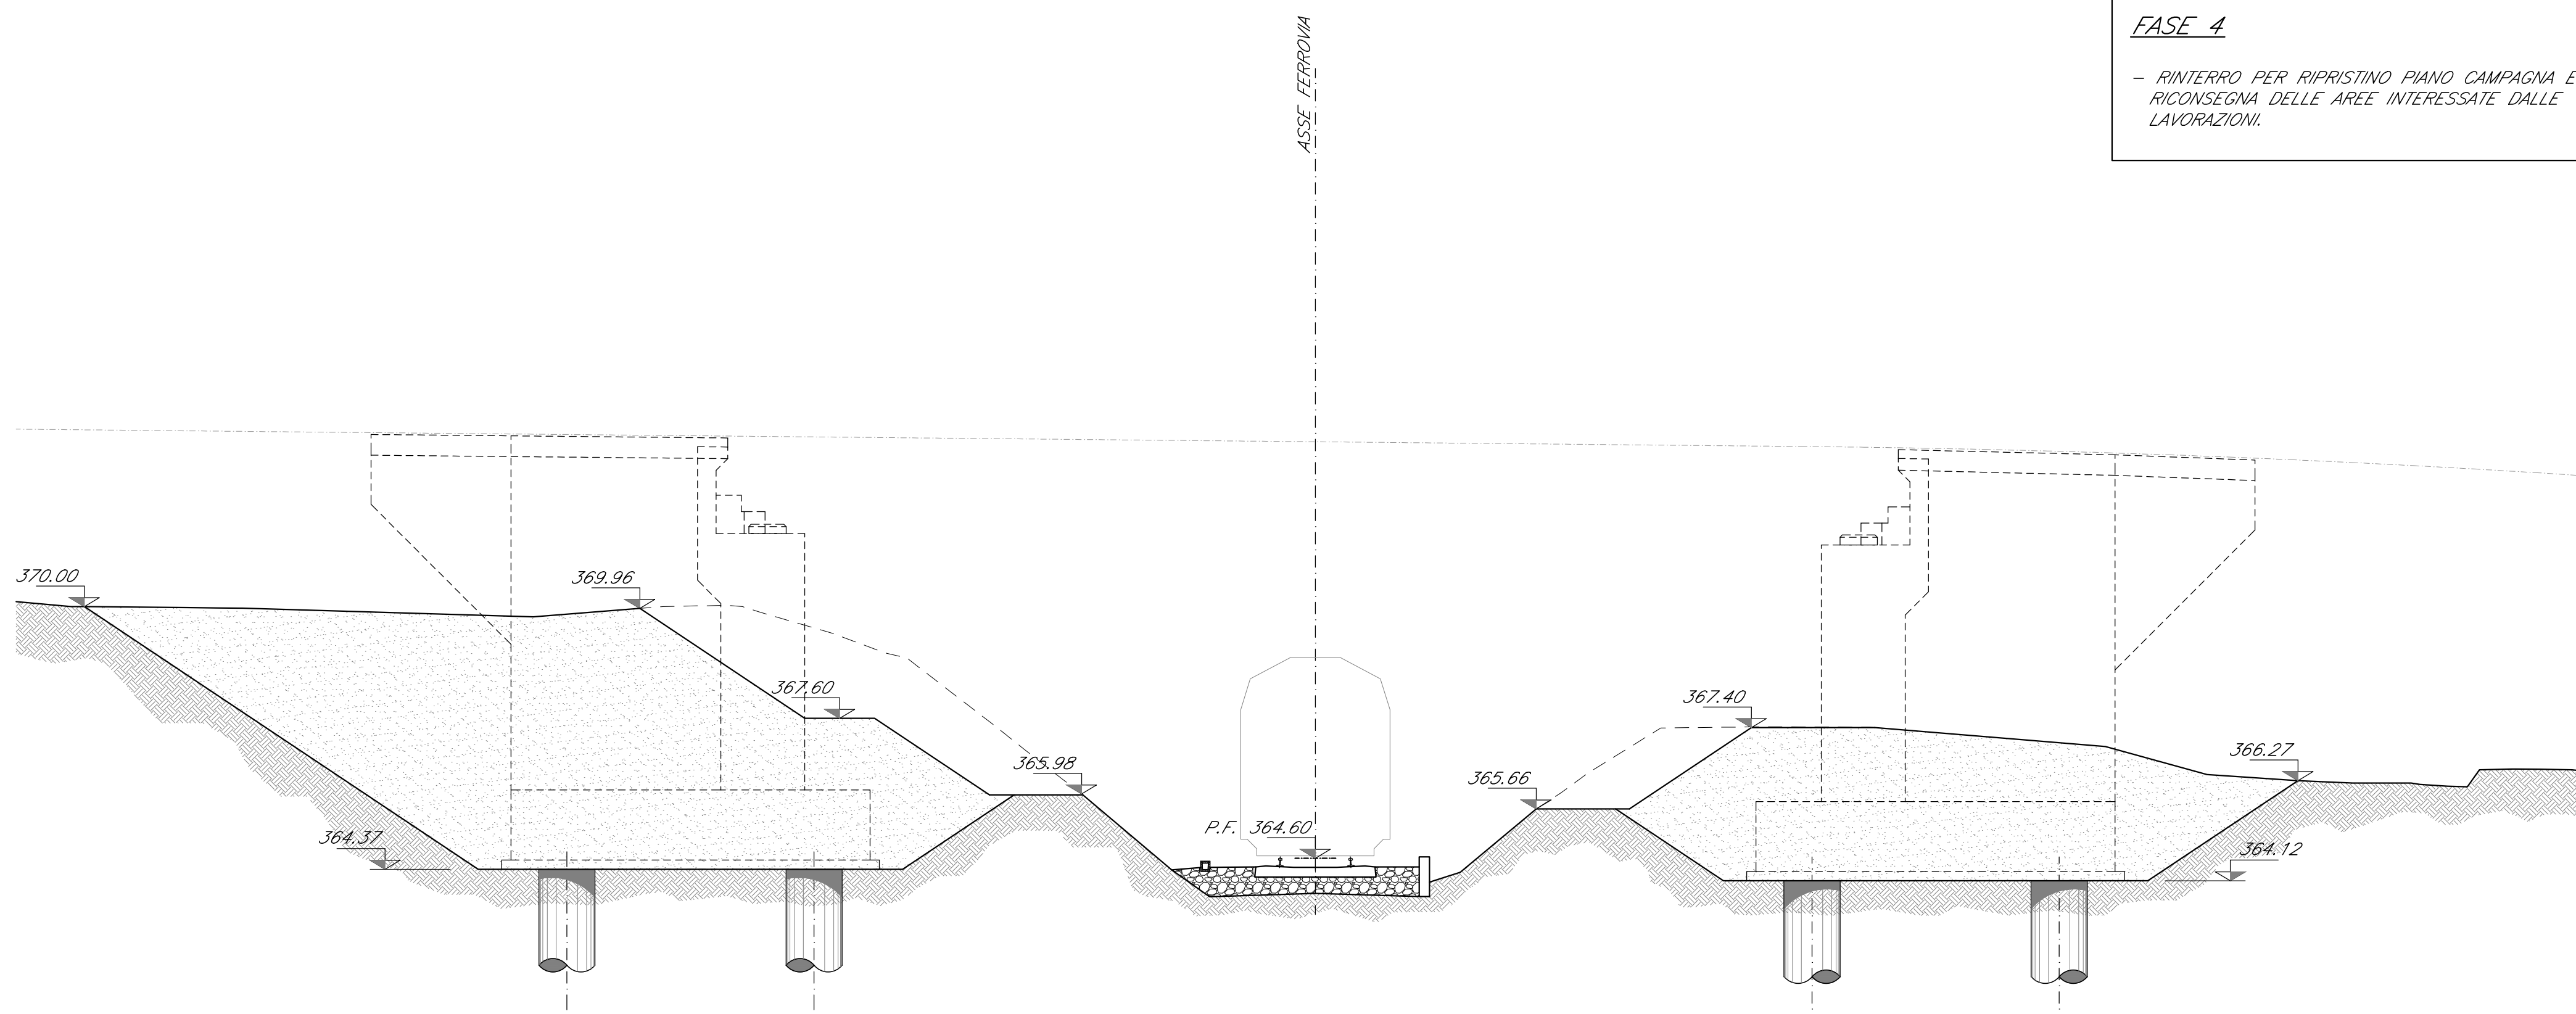 ASSE FERROVIA
FASE 4
- RINTERRO PER RIPRISTINO PIANO CAMPAGNA E
RICONSEGNA DELLE AREE INTERESSATE DALLE
LAVORAZIONI.
370.00
369.96
367.60
365.98
364.37
P.F. 364.60
365.66
367.40
366.27
364.12